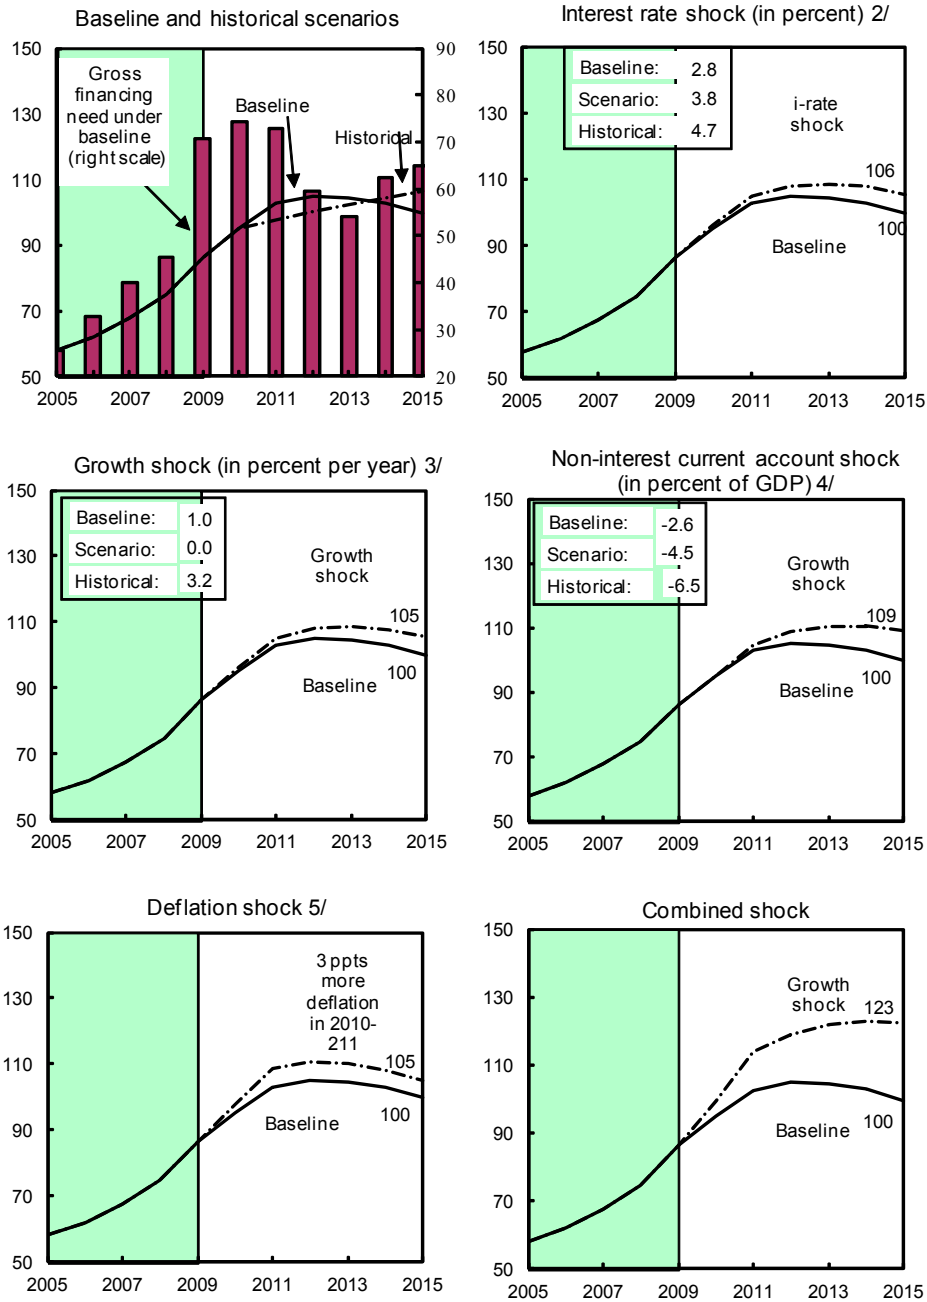 Baseline and historical scenarios
150
130
110
90
70
50
90
80
70
60
50
40
30
20
Gross
financing
need under
baseline
(right scale)
Baseline
Historical
2005 2007 2009 2011 2013 2015
Interest rate shock (in percent) 2/
150
130
110
90
70
50
Baseline: 2.8
Scenario: 3.8
Historical: 4.7
i-rate
shock
106
100
Baseline
2005 2007 2009 2011 2013 2015
Growth shock (in percent per year) 3/
150
130
110
90
70
50
Baseline: 1.0
Scenario: 0.0
Historical: 3.2
Growth
shock
105
100
Baseline
2005 2007 2009 2011 2013 2015
Non-interest current account shock
(in percent of GDP) 4/
150
130
110
90
70
50
Baseline: -2.6
Scenario: -4.5
Historical: -6.5
Growth
shock
109
100
Baseline
2005 2007 2009 2011 2013 2015
Deflation shock 5/
150
130
110
90
70
50
3 ppts
more
deflation
in 2010-
211
105
100
Baseline
2005 2007 2009 2011 2013 2015
Combined shock
150
130
110
90
70
50
Growth
shock
123
100
Baseline
2005 2007 2009 2011 2013 2015